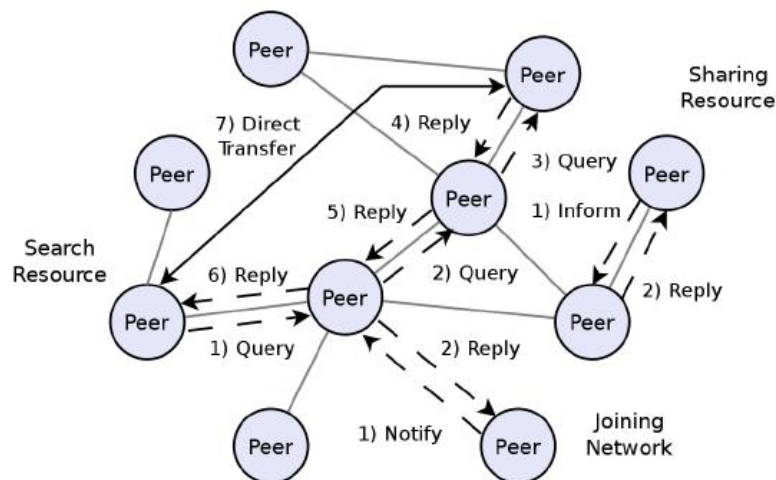 Peer
Peer
Sharing
Resource
7) Direct
Transfer
4) Reply
Peer
3) Query
Peer
Peer
5) Reply
1) Inform
Search
Resource
6) Reply
2) Query
2) Reply
Peer
Peer
Peer
1) Query
2) Reply
1) Notify
Joining
Network
Peer
Peer